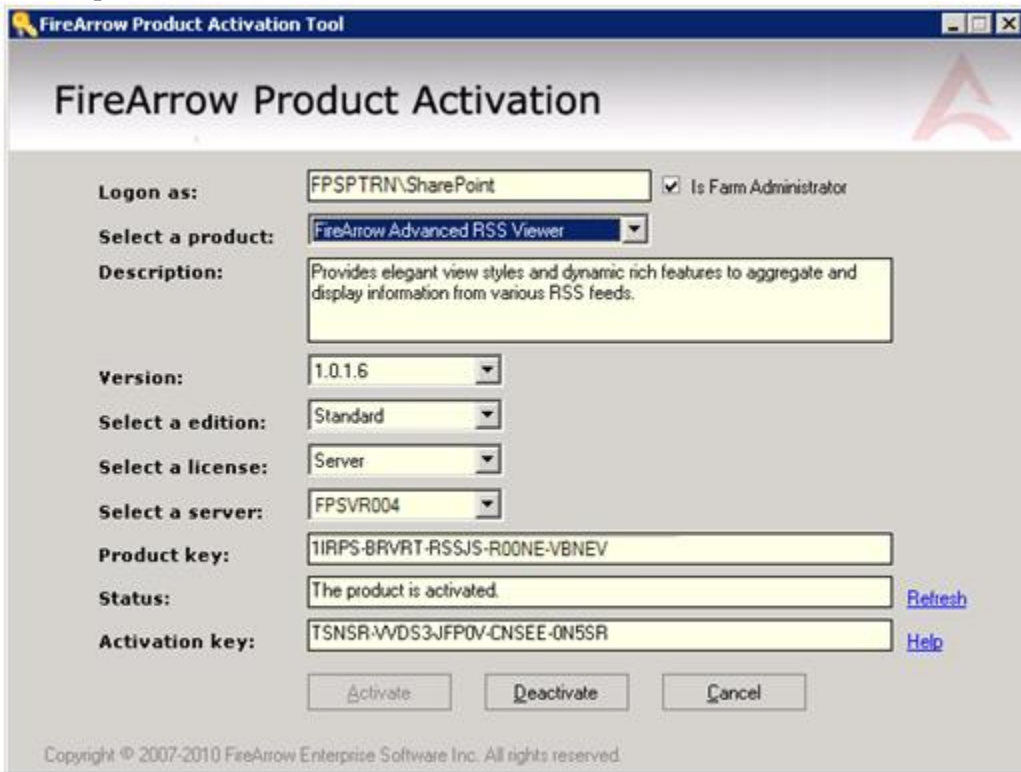 FireArrow Product Activation Tool
FireArrow Product Activation
Logon as: FPSPTRN\SharePoint Is Farm Administrator
Select a product: FireArrow Advanced RSS Viewer
Description: Provides elegant view styles and dynamic rich features to aggregate and
display information from various RSS feeds.
Version: 1.0.1.6
Select a edition: Standard
Select a license: Server
Select a server: FPSVR004
Product key: 1IRPS-BRVRT-RSSJS-R00NE-VBNEV
Status: The product is activated. Refresh
Activation key: TSNSR-VVDS3-JFP0V-CNSEE-0N5SR Help
Activate Deactivate Cancel
Copyright © 2007-2010 FireArrow Enterprise Software Inc. All rights reserved.